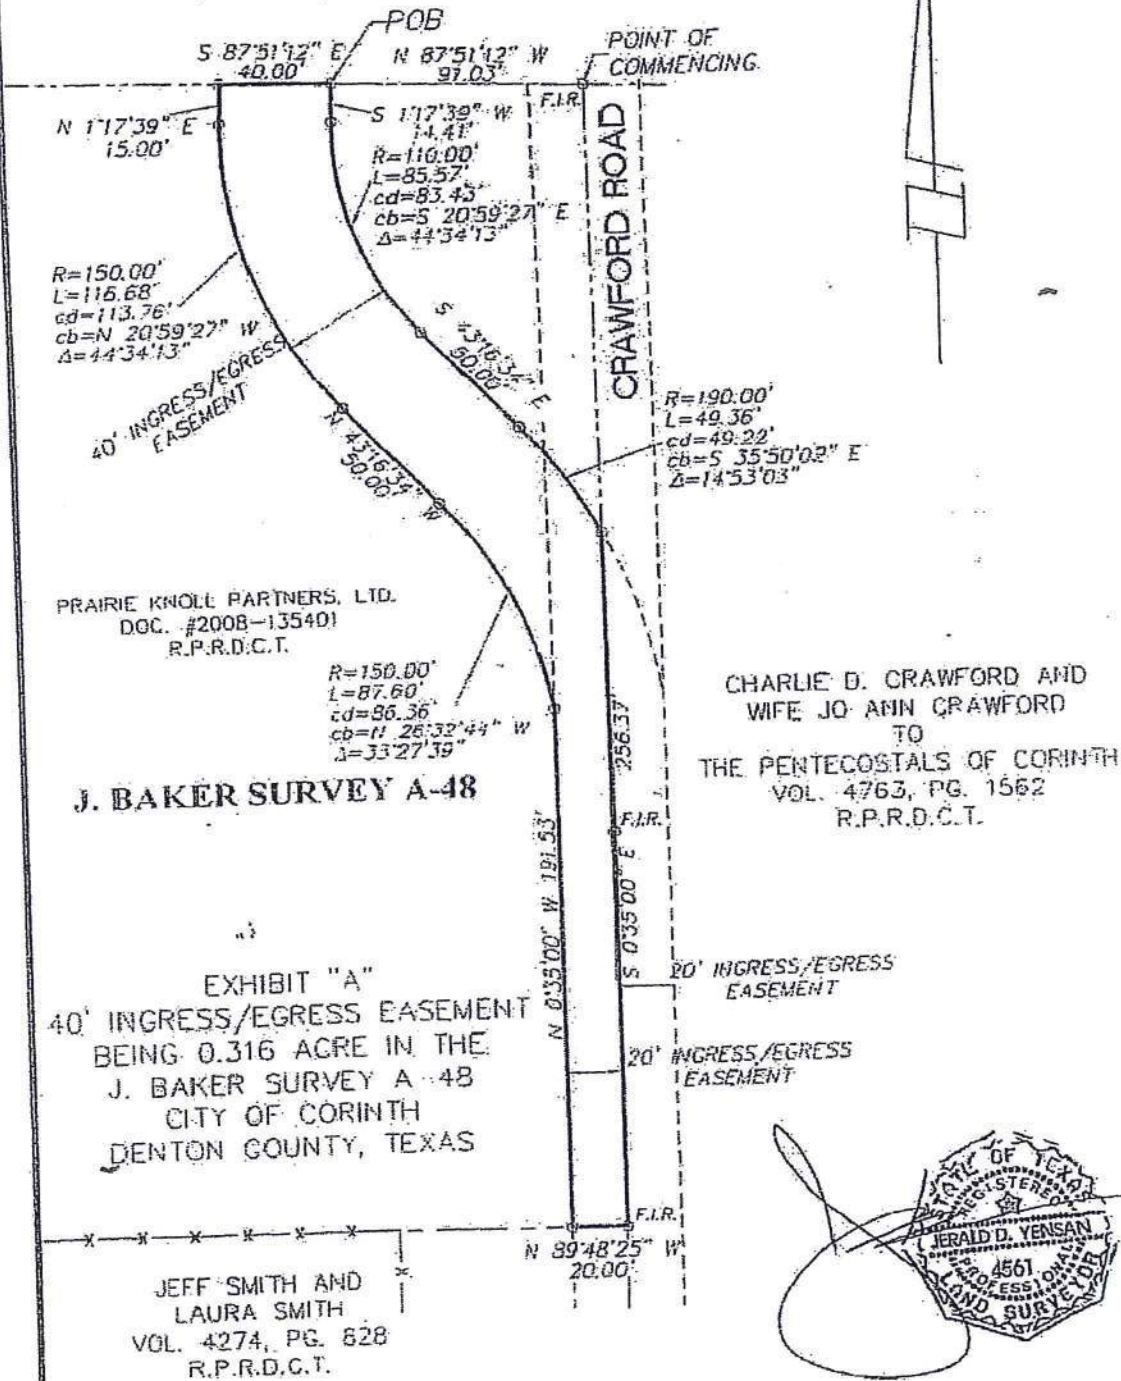 POB
S 87°51'12" E
40.00'
N 87°51'12" W
91.03'
POINT OF
COMMENCING
F.I.R.
N 1°17'39" E
15.00'
S 1°17'39" W
14.41'
R=110.00'
L=85.57'
cd=83.43'
cb=S 20°59'27" E
Δ=44°34'13"
CRAWFORD ROAD
R=150.00'
L=116.68'
cd=113.76'
cb=N 20°59'27" W
Δ=44°34'13"
40' INGRESS/EGRESS
EASEMENT
S 43°16'34" E
50.00'
R=190.00'
L=49.36'
cd=49.22'
cb=S 35°50'02" E
Δ=14°53'03"
N 43°16'34" W
50.00'
PRAIRIE KNOLL PARTNERS, LTD.
DOC. #2008-135401
R.P.R.D.C.T.
R=150.00'
L=87.60'
cd=86.36'
cb=N 26°32'44" W
Δ=33°27'39"
CHARLIE D. CRAWFORD AND
WIFE JO ANN CRAWFORD
TO
THE PENTECOSTALS OF CORINTH
VOL. 4763, PG. 1562
R.P.R.D.C.T.
J. BAKER SURVEY A-48
F.I.R.
N 0°35'00" W 191.53'
S 0°35'00" E 256.37'
EXHIBIT "A"
40' INGRESS/EGRESS EASEMENT
BEING 0.316 ACRE IN THE
J. BAKER SURVEY A-48
CITY OF CORINTH
DENTON COUNTY, TEXAS
20' INGRESS/EGRESS
EASEMENT
20' INGRESS/EGRESS
EASEMENT
F.I.R.
N 89°48'25" W
20.00'
JEFF SMITH AND
LAURA SMITH
VOL. 4274, PG. 628
R.P.R.D.C.T.
STATE OF TEXAS
REGISTERED
JERALD D. YENSAN
4561
PROFESSIONAL
LAND SURVEYOR